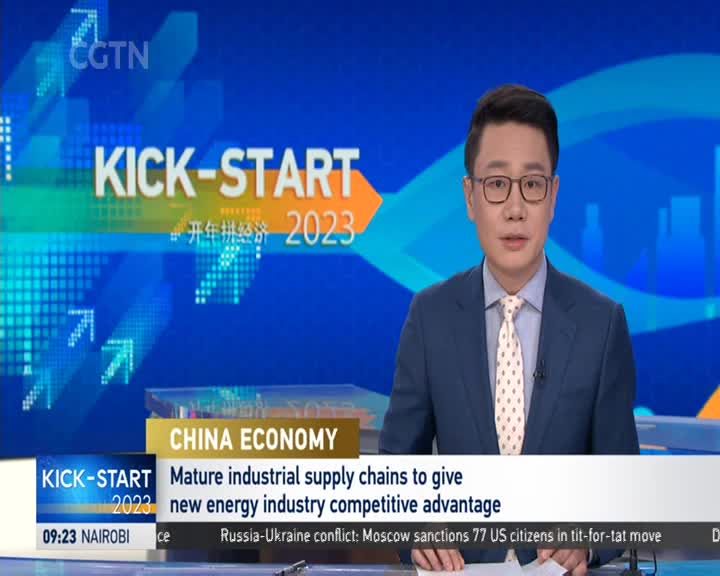 CGTN
KICK-START
开年拼经济 2023
CHINA ECONOMY
KICK-START
2023
Mature industrial supply chains to give
new energy industry competitive advantage
09:23 NAIROBI
ce Russia-Ukraine conflict: Moscow sanctions 77 US citizens in tit-for-tat move D